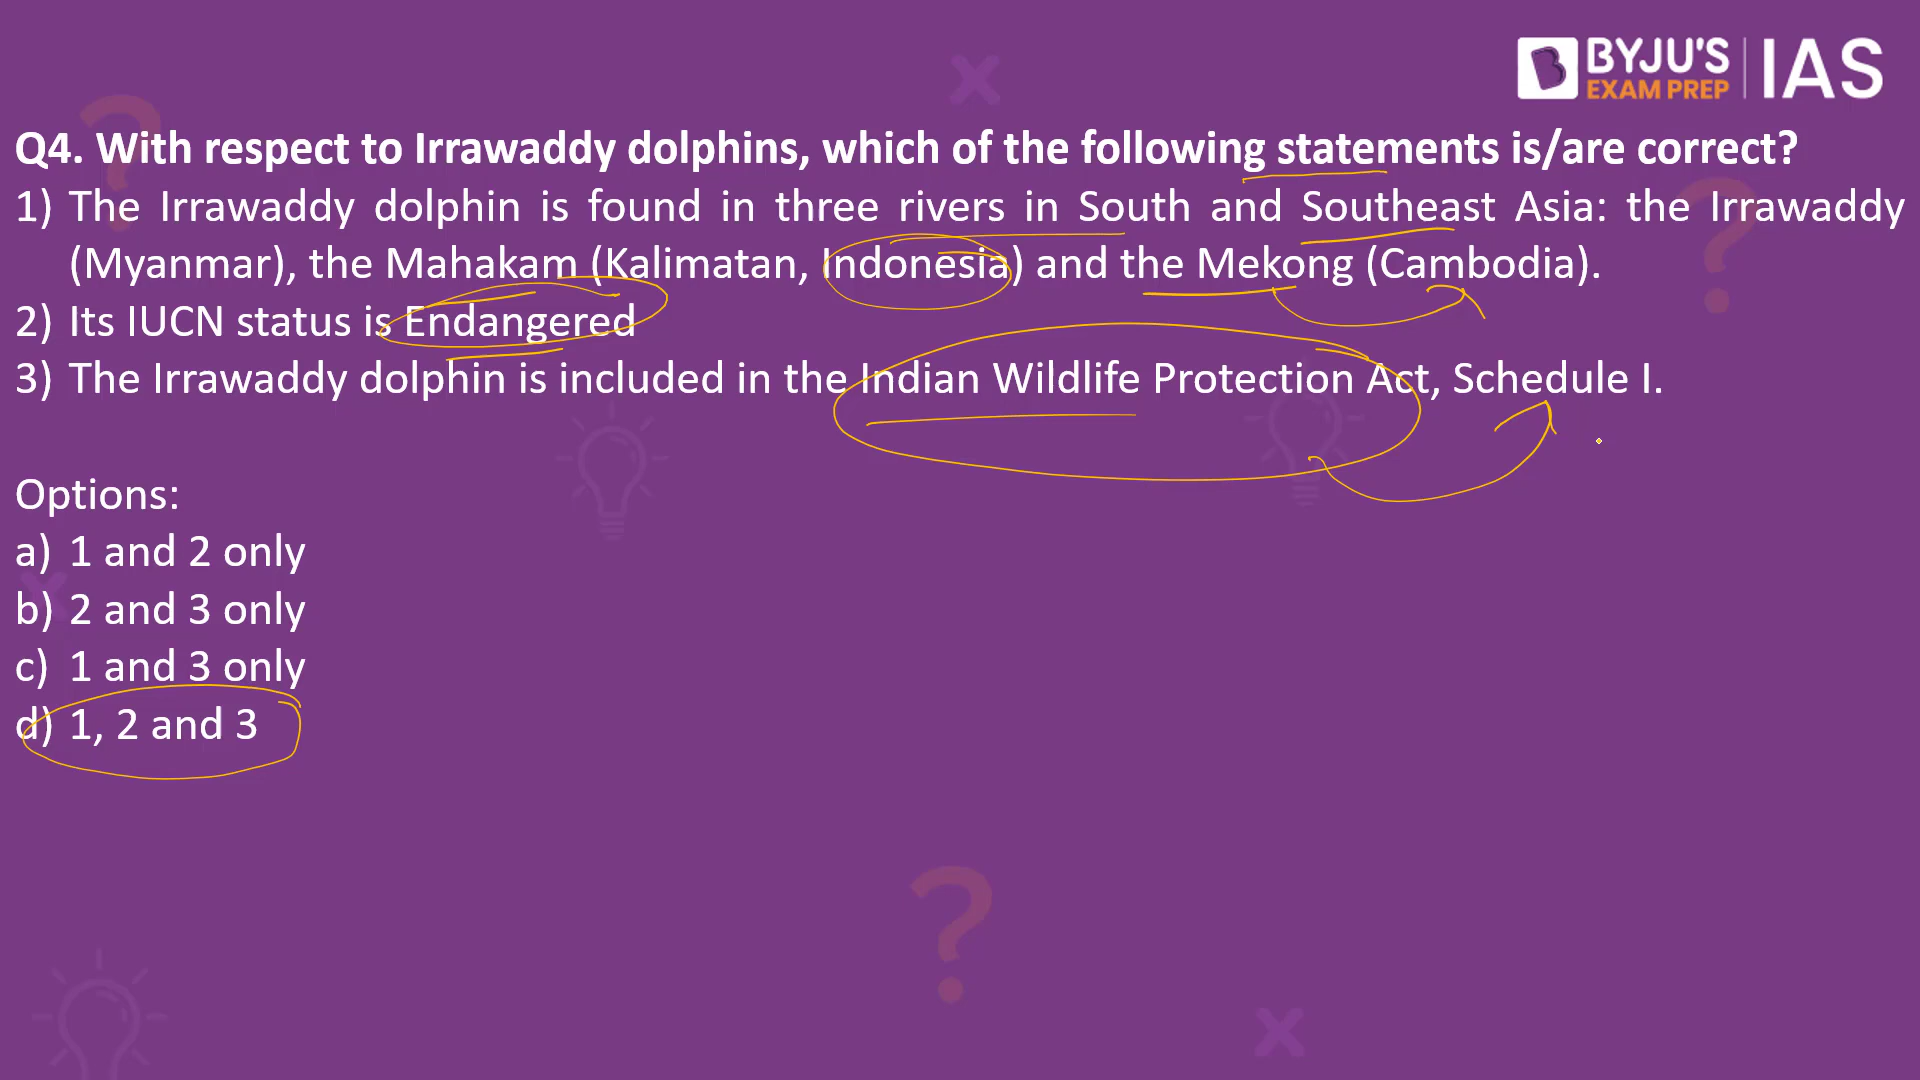 BYJU'S
EXAM PREP
IAS
Q4. With respect to Irrawaddy dolphins, which of the following statements is/are correct?
1) The Irrawaddy dolphin is found in three rivers in South and Southeast Asia: the Irrawaddy
(Myanmar), the Mahakam (Kalimatan, Indonesia) and the Mekong (Cambodia).
2) Its IUCN status is Endangered
3) The Irrawaddy dolphin is included in the Indian Wildlife Protection Act, Schedule I.
Options:
a) 1 and 2 only
b) 2 and 3 only
c) 1 and 3 only
d) 1, 2 and 3